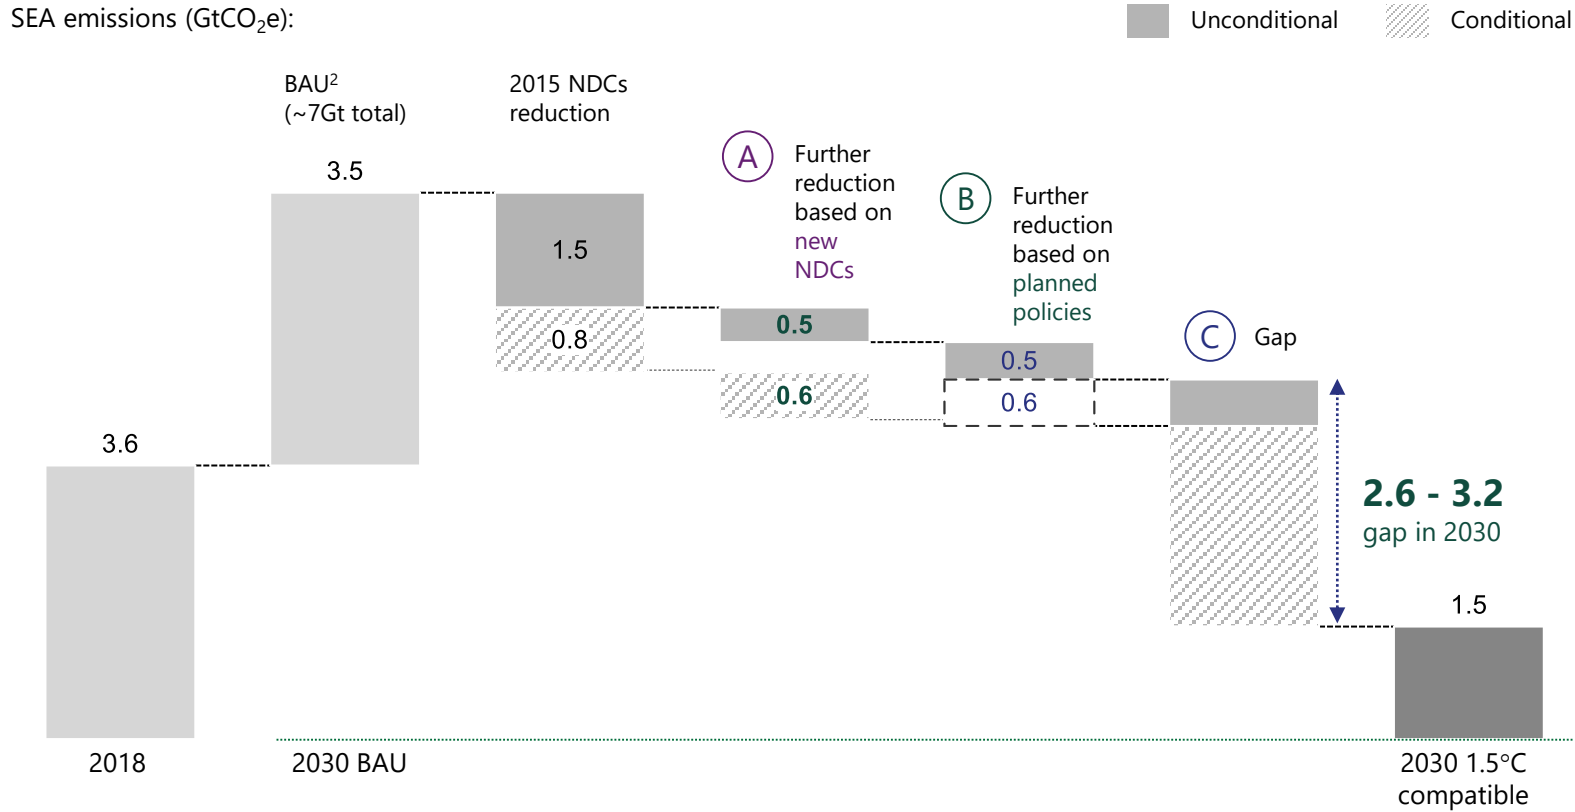 SEA emissions (GtCO₂e):
Unconditional
Conditional
BAU²
(~7Gt total)
2015 NDCs
reduction
A
Further
reduction
based on
new
NDCs
B
Further
reduction
based on
planned
policies
C
Gap
3.6
3.5
1.5
0.8
0.5
0.6
0.5
0.6
2.6 - 3.2
gap in 2030
1.5
2018
2030 BAU
2030 1.5°C
compatible